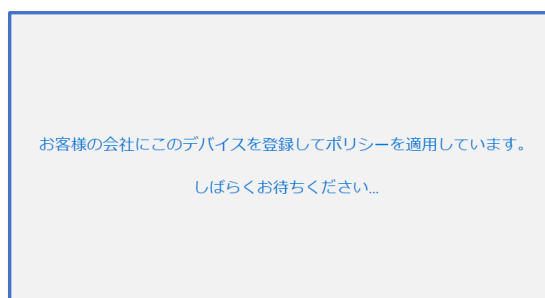 お客様の会社にこのデバイスを登録してポリシーを適用しています。
しばらくお待ちください...